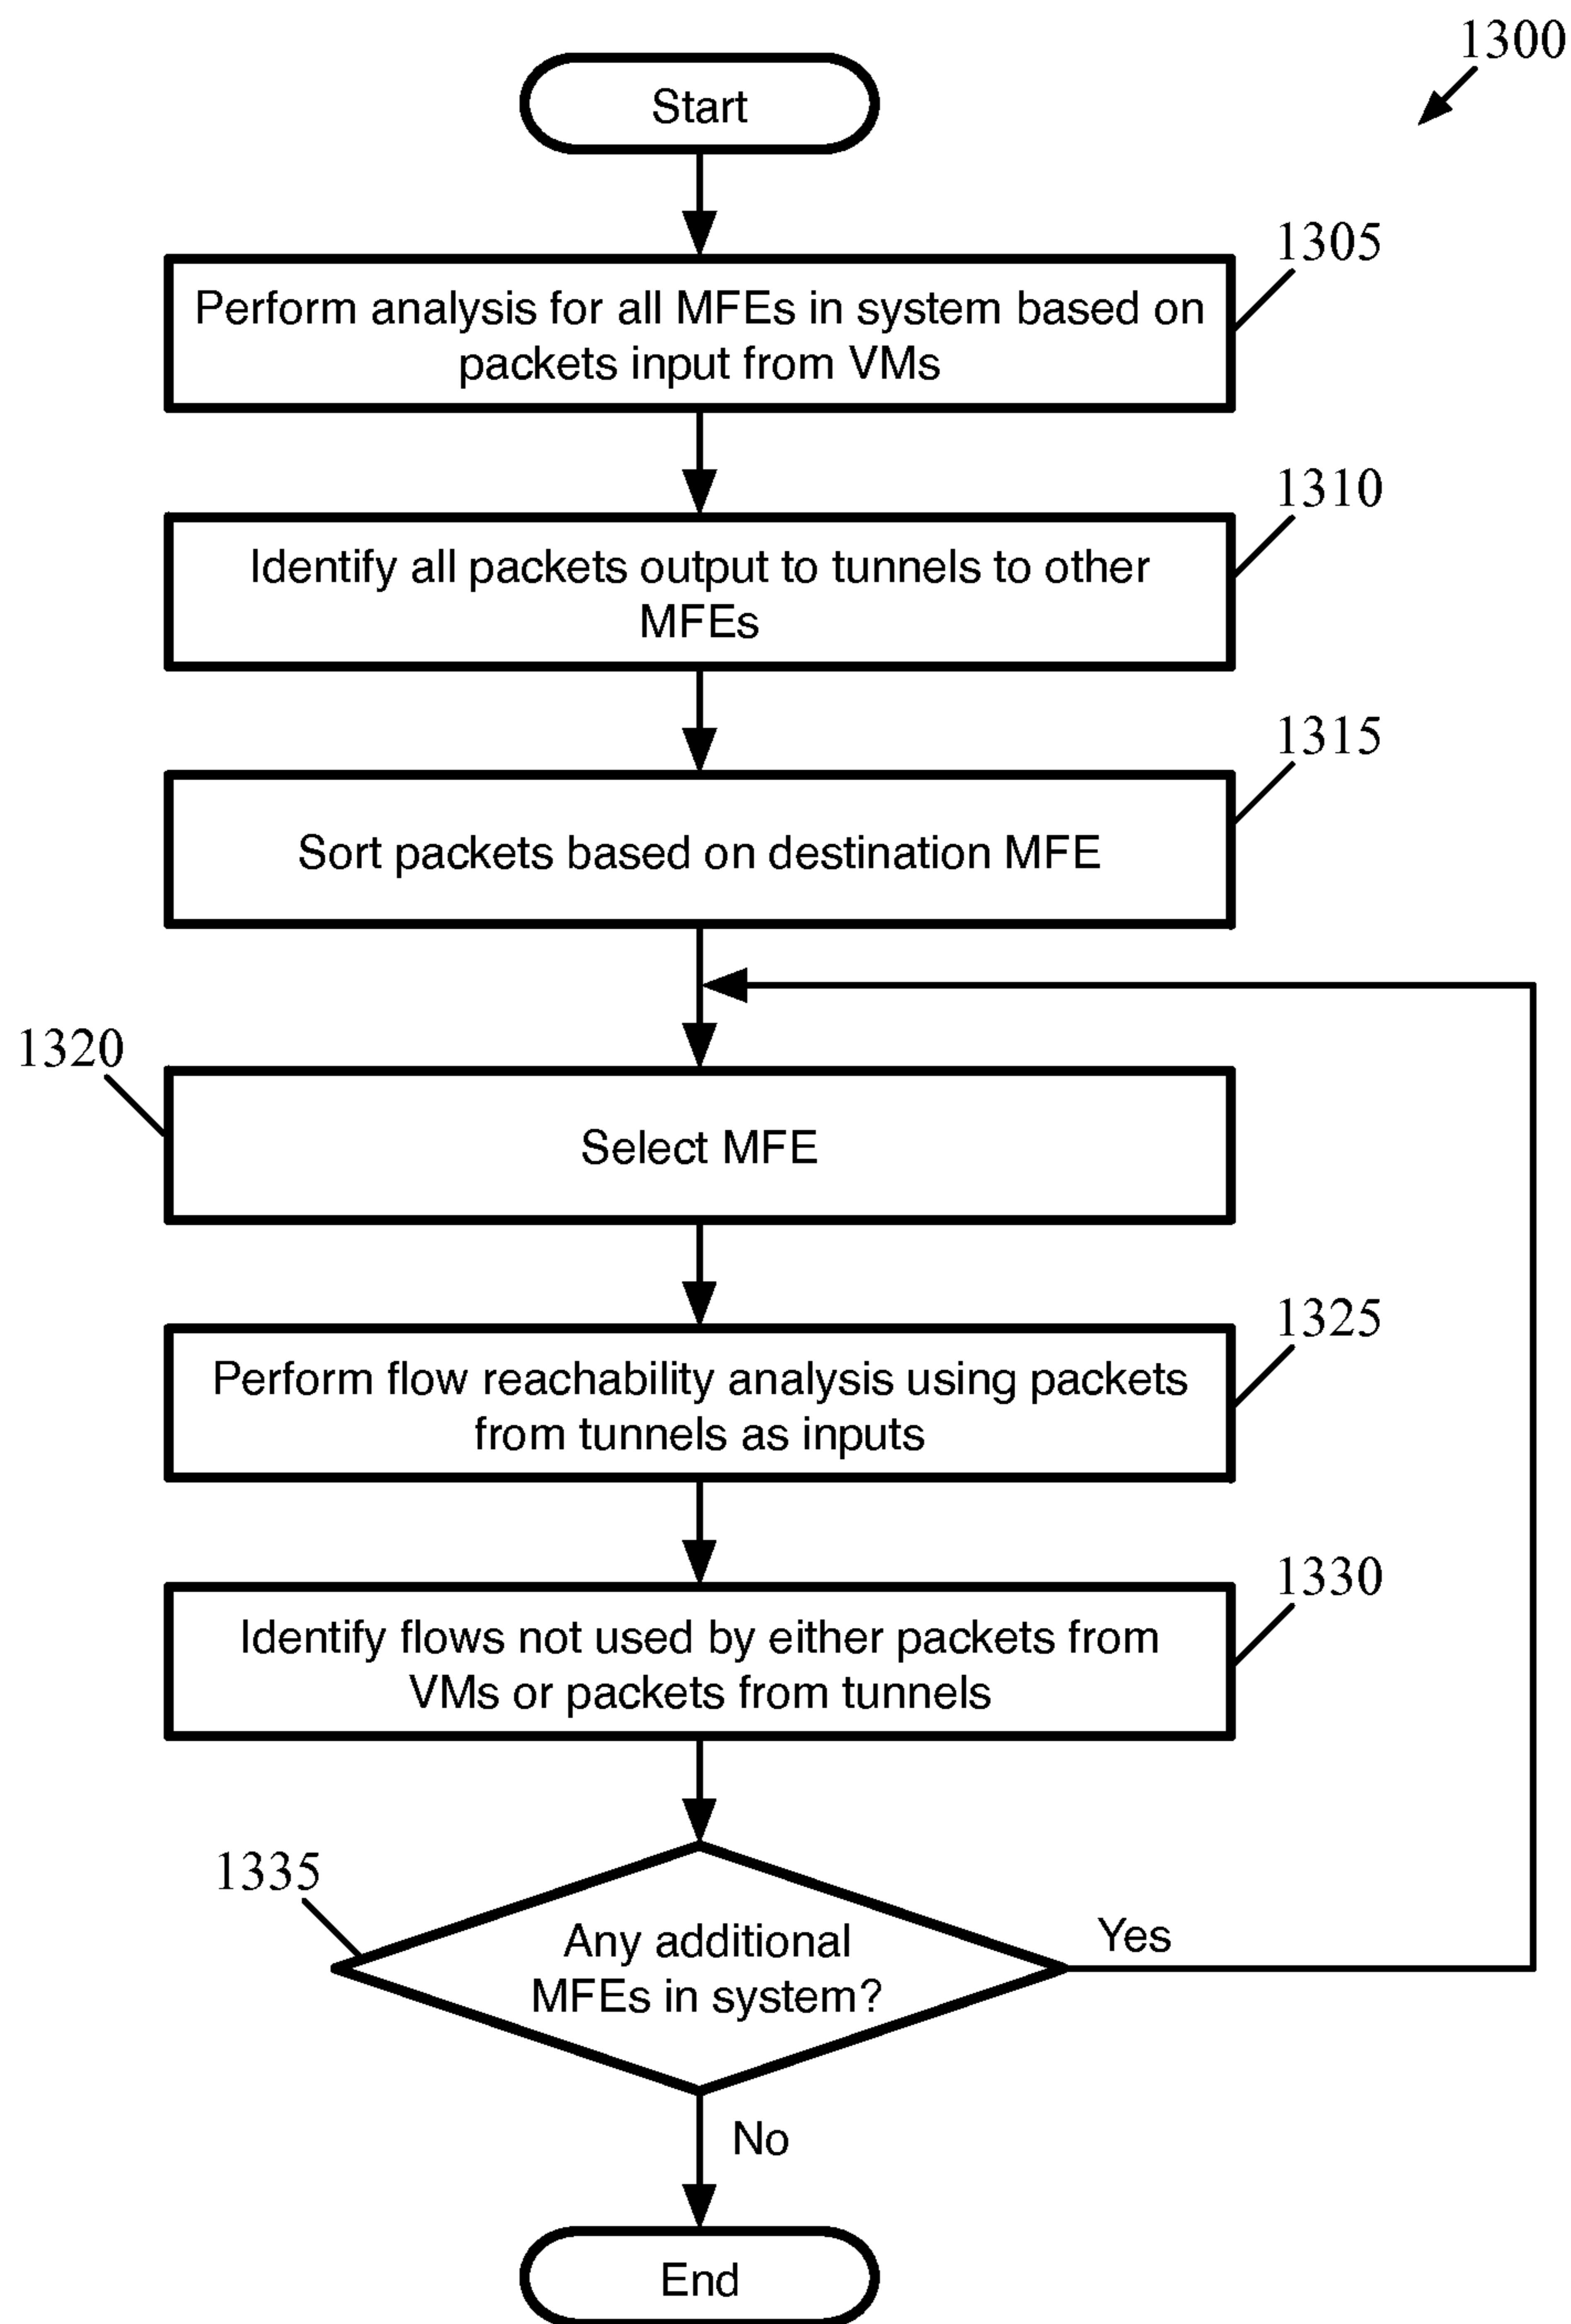 1300
Start
1305
Perform analysis for all MFEs in system based on
packets input from VMs
1310
Identify all packets output to tunnels to other
MFEs
1315
Sort packets based on destination MFE
1320
Select MFE
1325
Perform flow reachability analysis using packets
from tunnels as inputs
1330
Identify flows not used by either packets from
VMs or packets from tunnels
1335
Any additional
MFEs in system?
Yes
No
End